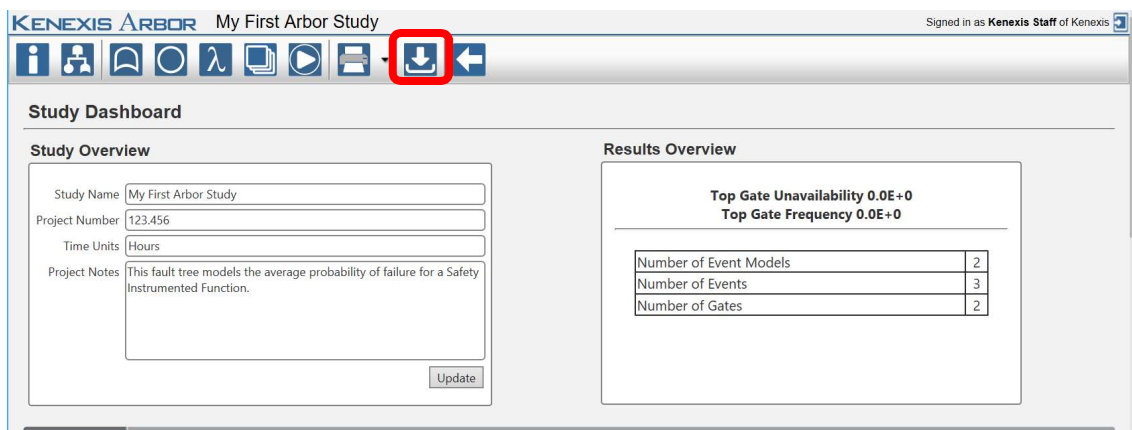 KENEXIS ARBOR My First Arbor Study
Signed in as Kenexis Staff of Kenexis
i λ
Study Dashboard
Study Overview
Study Name My First Arbor Study
Project Number 123.456
Time Units Hours
Project Notes This fault tree models the average probability of failure for a Safety
Instrumented Function.
Update
Results Overview
Top Gate Unavailability 0.0E+0
Top Gate Frequency 0.0E+0
Number of Event Models 2
Number of Events 3
Number of Gates 2